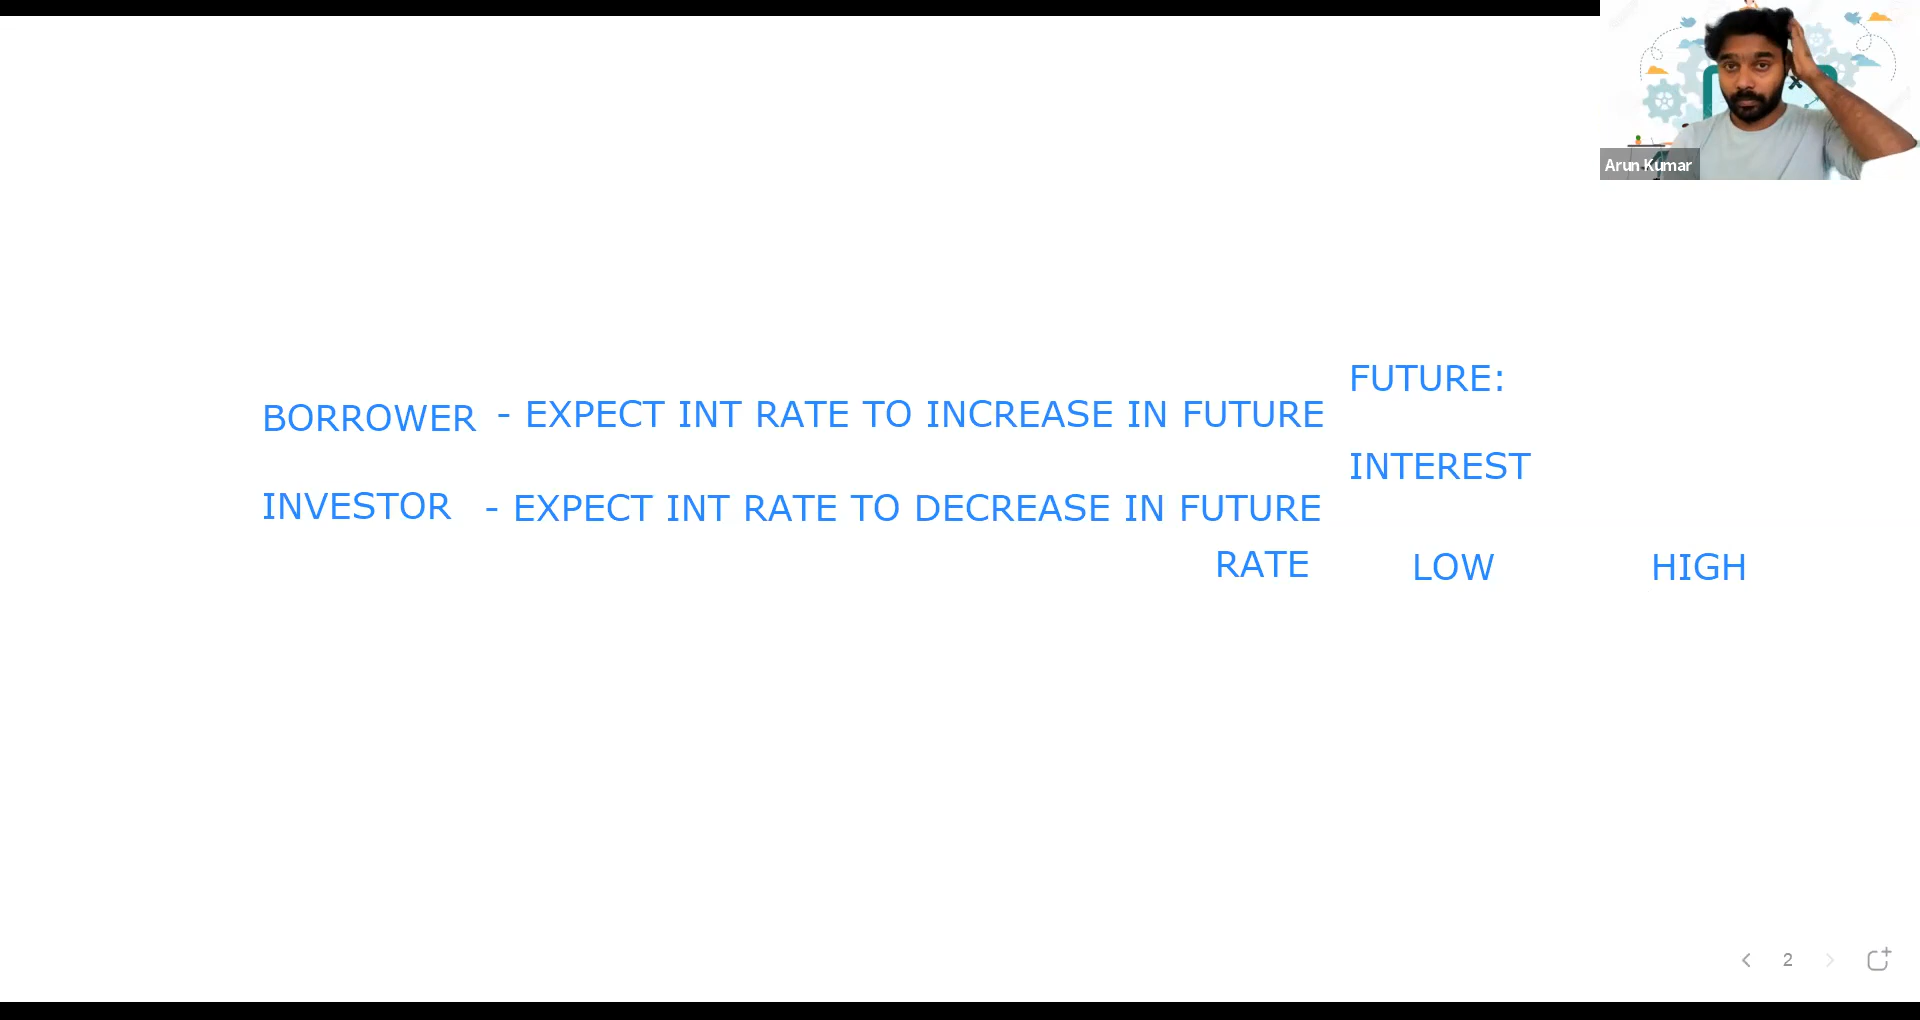 Arun Kumar
FUTURE:
BORROWER - EXPECT INT RATE TO INCREASE IN FUTURE
INTEREST
INVESTOR - EXPECT INT RATE TO DECREASE IN FUTURE
RATE LOW HIGH
2